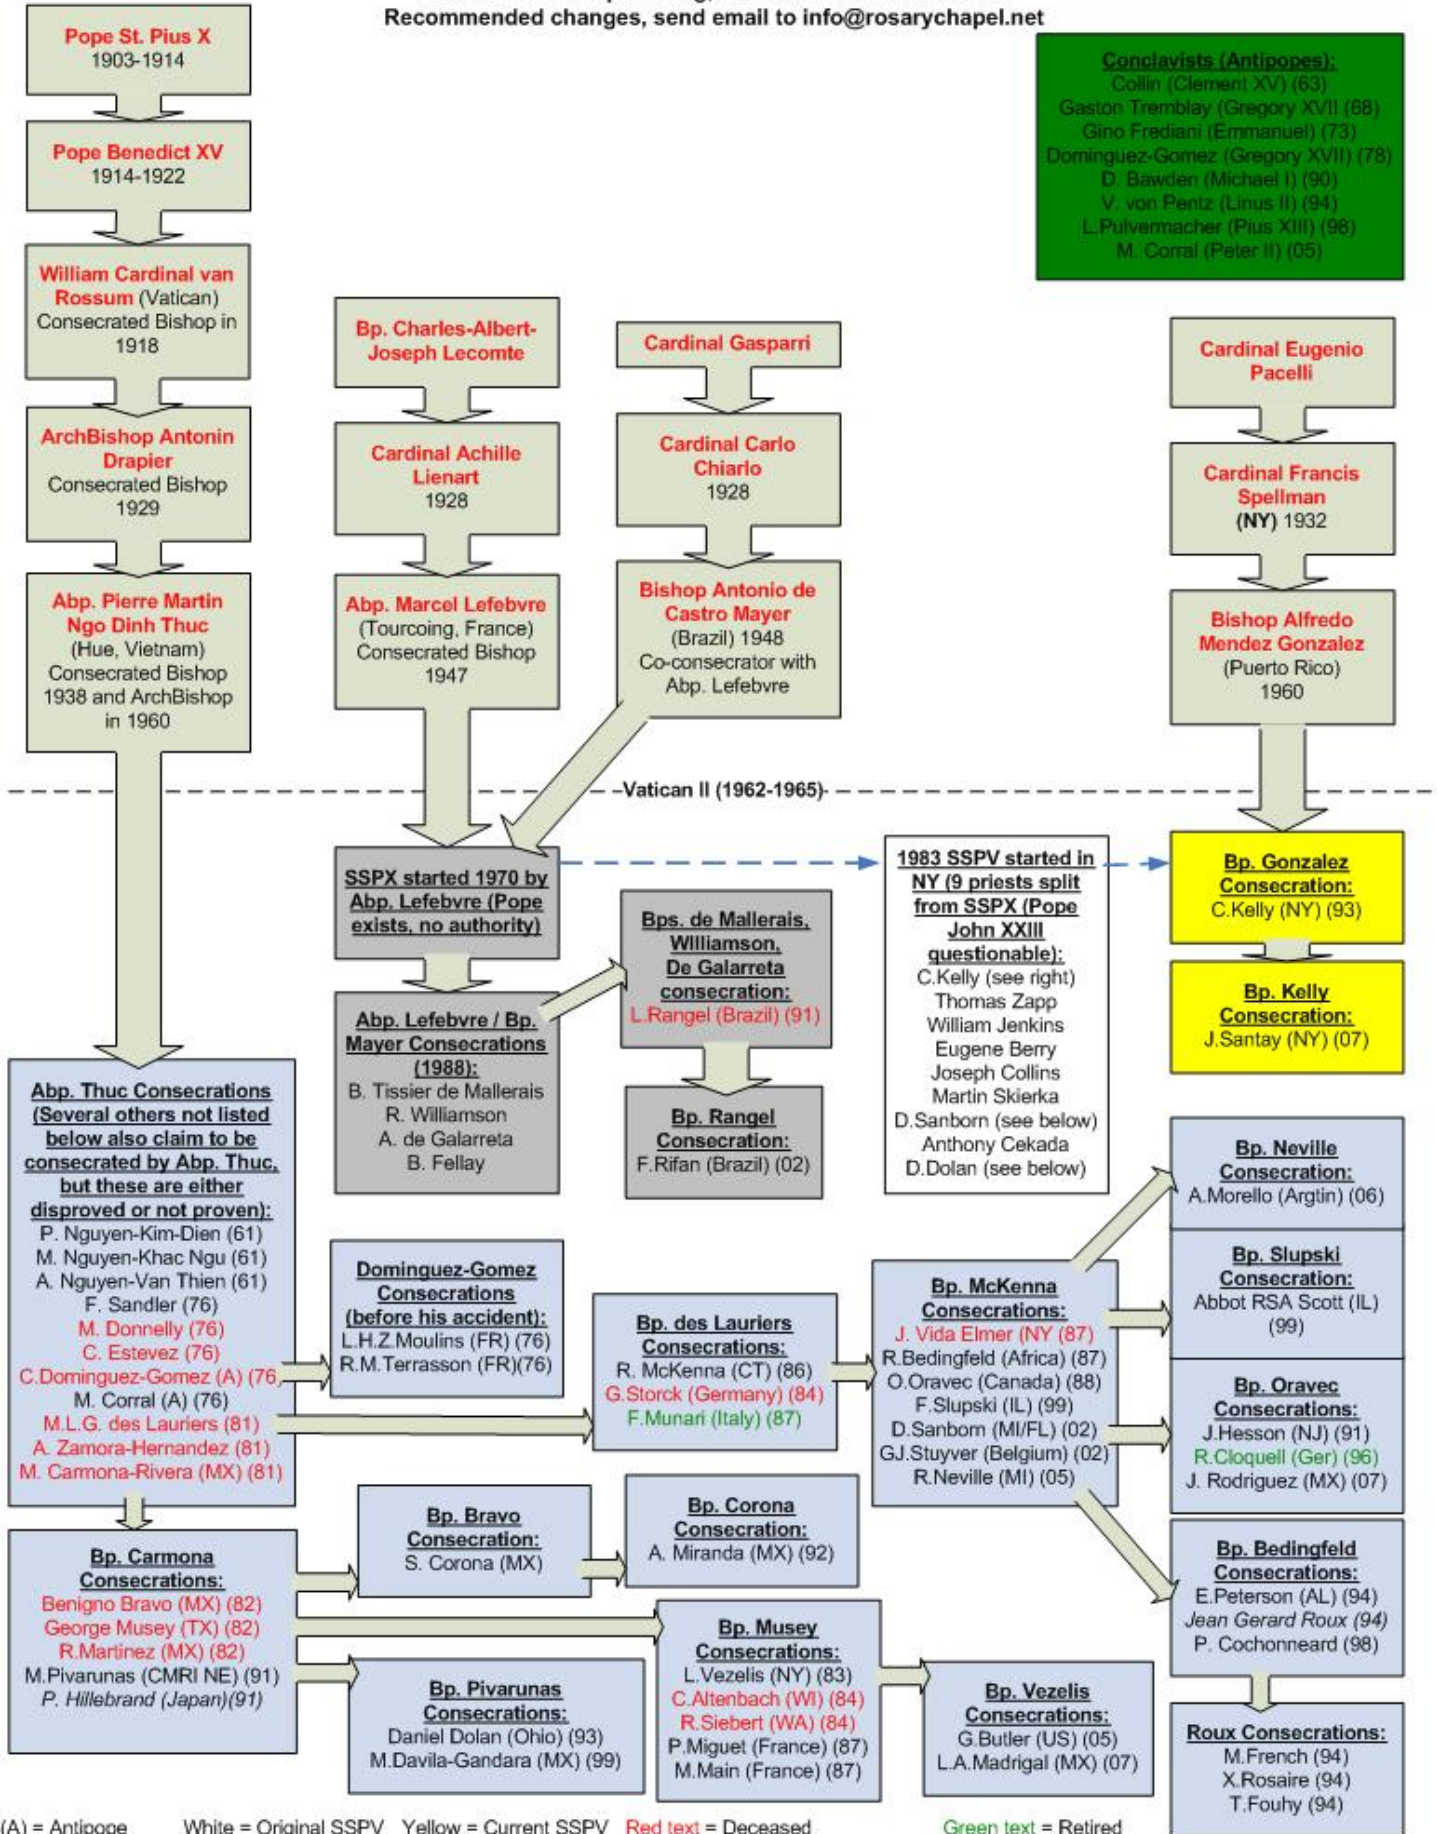 Recommended changes, send email to info@rosarychapel.net
Pope St. Pius X
1903-1914
Pope Benedict XV
1914-1922
William Cardinal van
Rossum (Vatican)
Consecrated Bishop in
1918
ArchBishop Antonin
Drapier
Consecrated Bishop
1929
Abp. Pierre Martin
Ngo Dinh Thuc
(Hue, Vietnam)
Consecrated Bishop
1938 and ArchBishop
in 1960
Bp. Charles-Albert-
Joseph Lecomte
Cardinal Achille
Lienart
1928
Abp. Marcel Lefebvre
(Tourcoing, France)
Consecrated Bishop
1947
Cardinal Gasparri
Cardinal Carlo
Chiarlo
1928
Bishop Antonio de
Castro Mayer
(Brazil) 1948
Co-consecrator with
Abp. Lefebvre
Conclavists (Antipopes):
Collin (Clement XV) (63)
Gaston Tremblay (Gregory XVII (68)
Gino Frediani (Emmanuel) (73)
Dominguez-Gomez (Gregory XVII) (78)
D. Bawden (Michael I) (90)
V. von Pentz (Linus II) (94)
L.Pulvermacher (Pius XIII) (98)
M. Corral (Peter II) (05)
Cardinal Eugenio
Pacelli
Cardinal Francis
Spellman
(NY) 1932
Bishop Alfredo
Mendez Gonzalez
(Puerto Rico)
1960
Vatican II (1962-1965)
SSPX started 1970 by
Abp. Lefebvre (Pope
exists, no authority)
Abp. Lefebvre / Bp.
Mayer Consecrations
(1988):
B. Tissier de Mallerais
R. Williamson
A. de Galarreta
B. Fellay
Bps. de Mallerais,
WIlliamson,
De Galarreta
consecration:
L.Rangel (Brazil) (91)
Bp. Rangel
Consecration:
F.Rifan (Brazil) (02)
1983 SSPV started in
NY (9 priests split
from SSPX (Pope
John XXIII
questionable):
C.Kelly (see right)
Thomas Zapp
William Jenkins
Eugene Berry
Joseph Collins
Martin Skierka
D.Sanborn (see below)
Anthony Cekada
D.Dolan (see below)
Bp. Gonzalez
Consecration:
C.Kelly (NY) (93)
Bp. Kelly
Consecration:
J.Santay (NY) (07)
Abp. Thuc Consecrations
(Several others not listed
below also claim to be
consecrated by Abp. Thuc,
but these are either
disproved or not proven):
P. Nguyen-Kim-Dien (61)
M. Nguyen-Khac Ngu (61)
A. Nguyen-Van Thien (61)
F. Sandler (76)
M. Donnelly (76)
C. Estevez (76)
C.Dominguez-Gomez (A) (76)
M. Corral (A) (76)
M.L.G. des Lauriers (81)
A. Zamora-Hernandez (81)
M. Carmona-Rivera (MX) (81)
Dominguez-Gomez
Consecrations
(before his accident):
L.H.Z.Moulins (FR) (76)
R.M.Terrasson (FR)(76)
Bp. des Lauriers
Consecrations:
R. McKenna (CT) (86)
G.Storck (Germany) (84)
F.Munari (Italy) (87)
Bp. McKenna
Consecrations:
J. Vida Elmer (NY (87)
R.Bedingfeld (Africa) (87)
O.Oravec (Canada) (88)
F.Slupski (IL) (99)
D.Sanborn (MI/FL) (02)
GJ.Stuyver (Belgium) (02)
R.Neville (MI) (05)
Bp. Neville
Consecration:
A.Morello (Argtin) (06)
Bp. Slupski
Consecration:
Abbot RSA Scott (IL)
(99)
Bp. Oravec
Consecrations:
J.Hesson (NJ) (91)
R.Cloquell (Ger) (96)
J. Rodriguez (MX) (07)
Bp. Bedingfeld
Consecrations:
E.Peterson (AL) (94)
Jean Gerard Roux (94)
P. Cochonneard (98)
Roux Consecrations:
M.French (94)
X.Rosaire (94)
T.Fouhy (94)
Bp. Carmona
Consecrations:
Benigno Bravo (MX) (82)
George Musey (TX) (82)
R.Martinez (MX) (82)
M.Pivarunas (CMRI NE) (91)
P. Hillebrand (Japan)(91)
Bp. Bravo
Consecration:
S. Corona (MX)
Bp. Corona
Consecration:
A. Miranda (MX) (92)
Bp. Pivarunas
Consecrations:
Daniel Dolan (Ohio) (93)
M.Davila-Gandara (MX) (99)
Bp. Musey
Consecrations:
L.Vezelis (NY) (83)
C.Altenbach (WI) (84)
R.Siebert (WA) (84)
P.Miguet (France) (87)
M.Main (France) (87)
Bp. Vezelis
Consecrations:
G.Butler (US) (05)
L.A.Madrigal (MX) (07)
(A) = Antipope White = Original SSPV Yellow = Current SSPV Red text = Deceased Green text = Retired